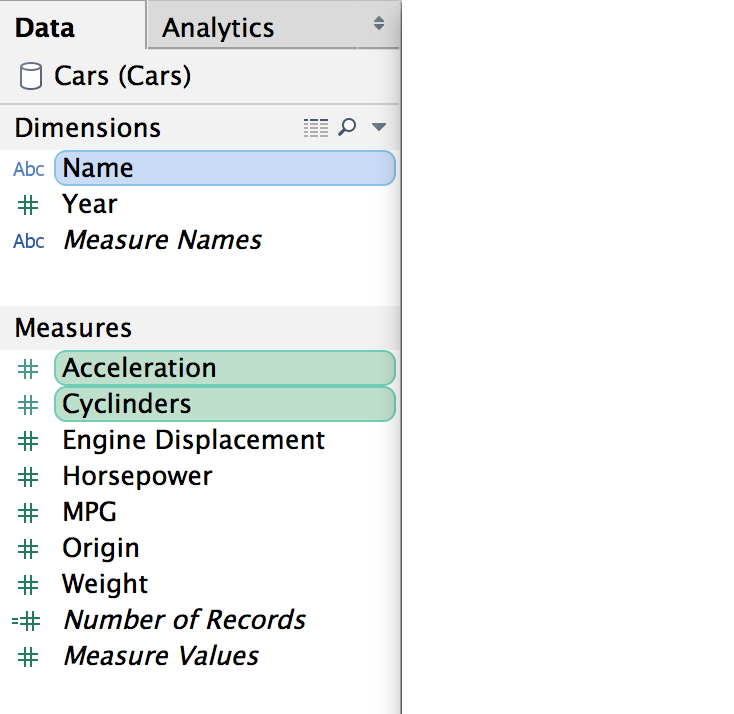 Data Analytics
Cars (Cars)
Dimensions
Abc Name
# Year
Abc Measure Names
Measures
# Acceleration
# Cyclinders
# Engine Displacement
# Horsepower
# MPG
# Origin
# Weight
=# Number of Records
# Measure Values